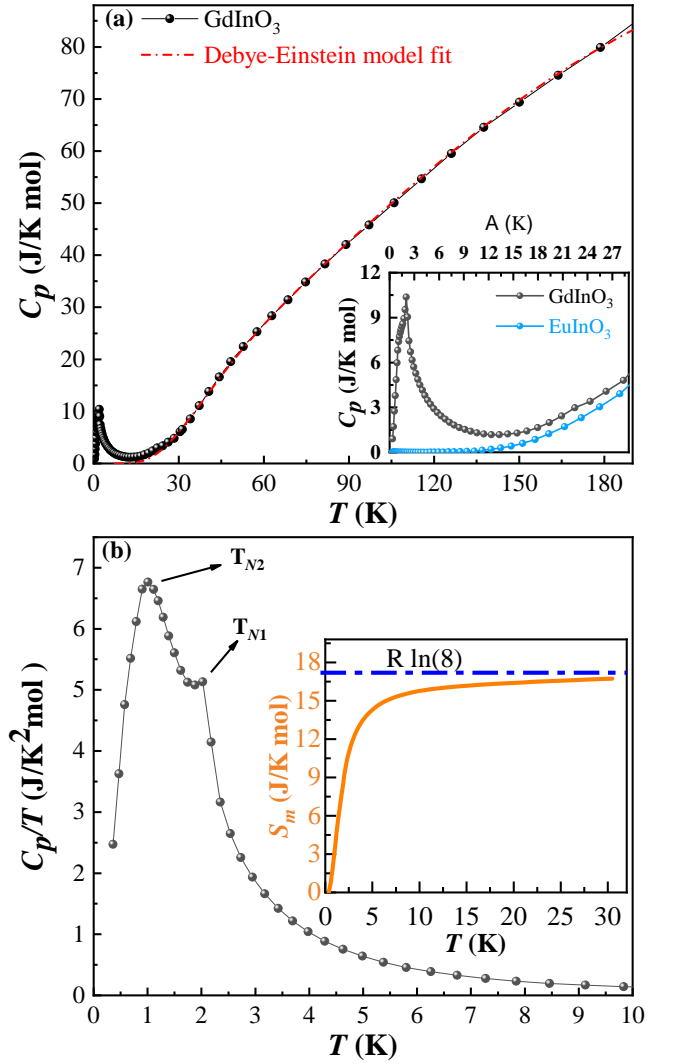 (a)
GdInO3
Debye-Einstein model fit
Cp (J/K mol)
80
70
60
50
40
30
20
10
0
0 30 60 90 120 150 180
T (K)
A (K)
0 3 6 9 12 15 18 21 24 27
Cp (J/K mol)
12
9
6
3
0
GdInO3
EuInO3
(b)
TN2
TN1
Cp/T (J/K2mol)
7
6
5
4
3
2
1
0
0 1 2 3 4 5 6 7 8 9 10
T (K)
R ln(8)
Sm (J/K mol)
18
15
12
9
6
3
0
0 5 10 15 20 25 30
T (K)